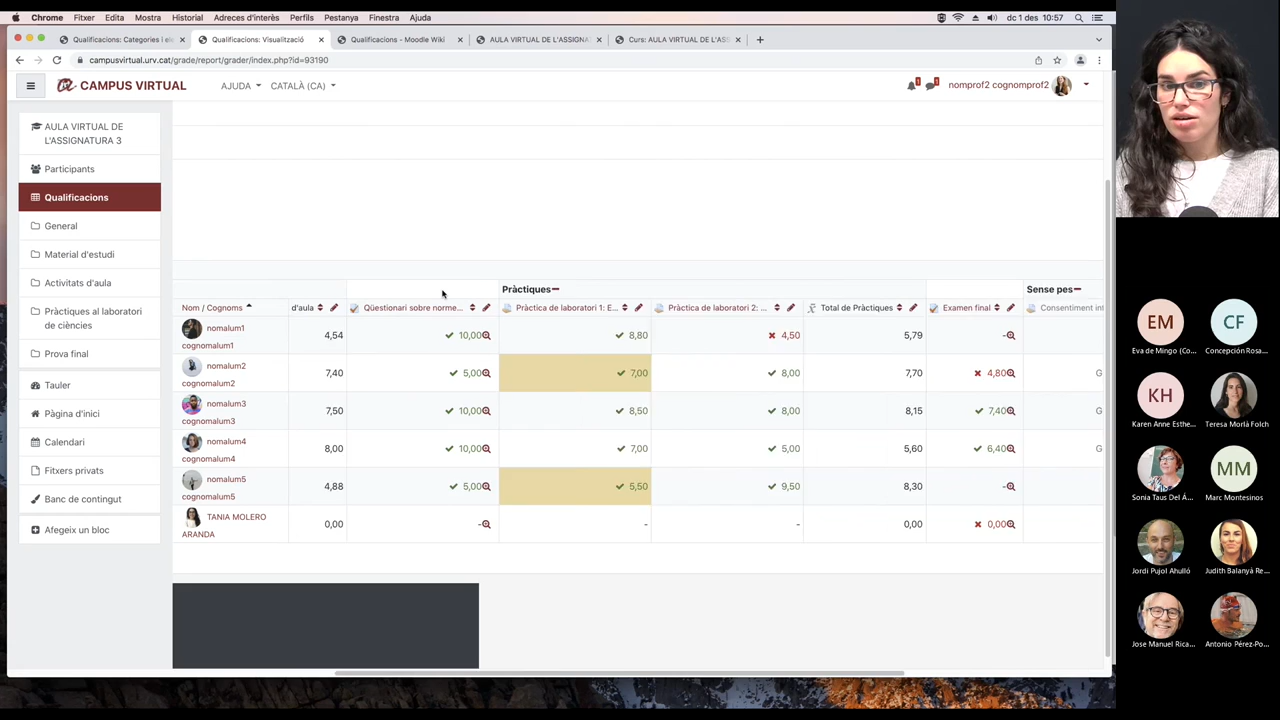 Chrome Fitxer Edita Mostra Historial Adreces d'interès Perfils Pestanya Finestra Ajuda dc 1 des 10:57
Qualificacions: Categories i el
Qualificacions: Visualització
Qualificacions - Moodle Wiki
AULA VIRTUAL DE L'ASSIGNA
Curs: AULA VIRTUAL DE L'AS
campusvirtual.urv.cat/grade/report/grader/index.php?id=93190
CAMPUS VIRTUAL AJUDA CATALÀ (CA) 1 1 nomprof2 cognomprof2
AULA VIRTUAL DE
L'ASSIGNATURA 3
Participants
Qualificacions
General
Material d'estudi
Activitats d'aula
Pràctiques al laboratori
de ciències
Prova final
Tauler
Pàgina d'inici
Calendari
Fitxers privats
Banc de contingut
Afegeix un bloc
Pràctiques Sense pes
Nom / Cognoms d'aula Qüestionari sobre norme... Pràctica de laboratori 1: E... Pràctica de laboratori 2: ... Total de Pràctiques Examen final Consentiment inf
nomalum1
cognomalum1
4,54 10,00 8,80 4,50 5,79 -
nomalum2
cognomalum2
7,40 5,00 7,00 8,00 7,70 4,80 G
nomalum3
cognomalum3
7,50 10,00 8,50 8,00 8,15 7,40 G
nomalum4
cognomalum4
8,00 10,00 7,00 5,00 5,60 6,40 G
nomalum5
cognomalum5
4,88 5,00 5,50 9,50 8,30 -
TANIA MOLERO
ARANDA
0,00 - - - 0,00 0,00
EM CF
Eva de Mingo (Co... Concepción Rosa...
KH
Karen Anne Esthe... Teresa Morlà Folch
MM
Sonia Taus Del Á... Marc Montesinos
Jordi Pujol Ahulló Judith Balanyà Re...
Jose Manuel Rica... Antonio Pérez-Po...